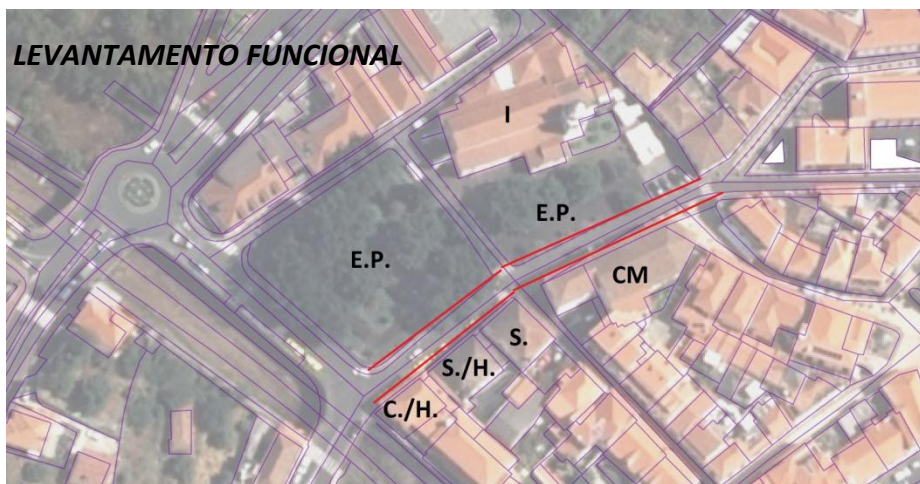 LEVANTAMENTO FUNCIONAL
I
E.P.
E.P.
CM
S.
S./H.
C./H.